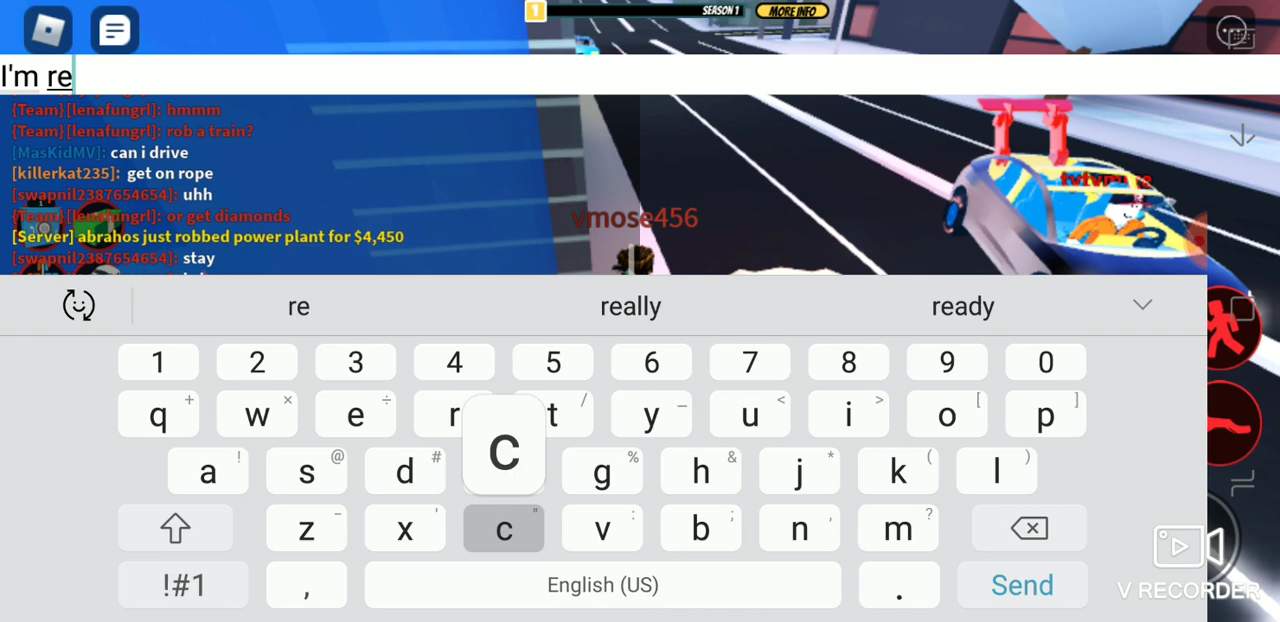 1 SEASON 1 MORE INFO
I'm re
{Team}[lenafungrl]: hmmm
{Team}[lenafungrl]: rob a train?
[MasKidMV]: can i drive
[killerkat235]: get on rope
[swapnil2387654654]: uhh
{Team}[lenafungrl]: or get diamonds
[Server] abrahos just robbed power plant for $4,450
[swapnil2387654654]: stay
vmose456
re really ready
1 2 3 4 5 6 7 8 9 0
q + w × e ÷ r t / y _ u < i > o [ p ]
a ! s @ d # C g % h & j * k ( l )
z - x ' c " v : b ; n , m ?
!#1 , English (US) . Send
V RECORDER